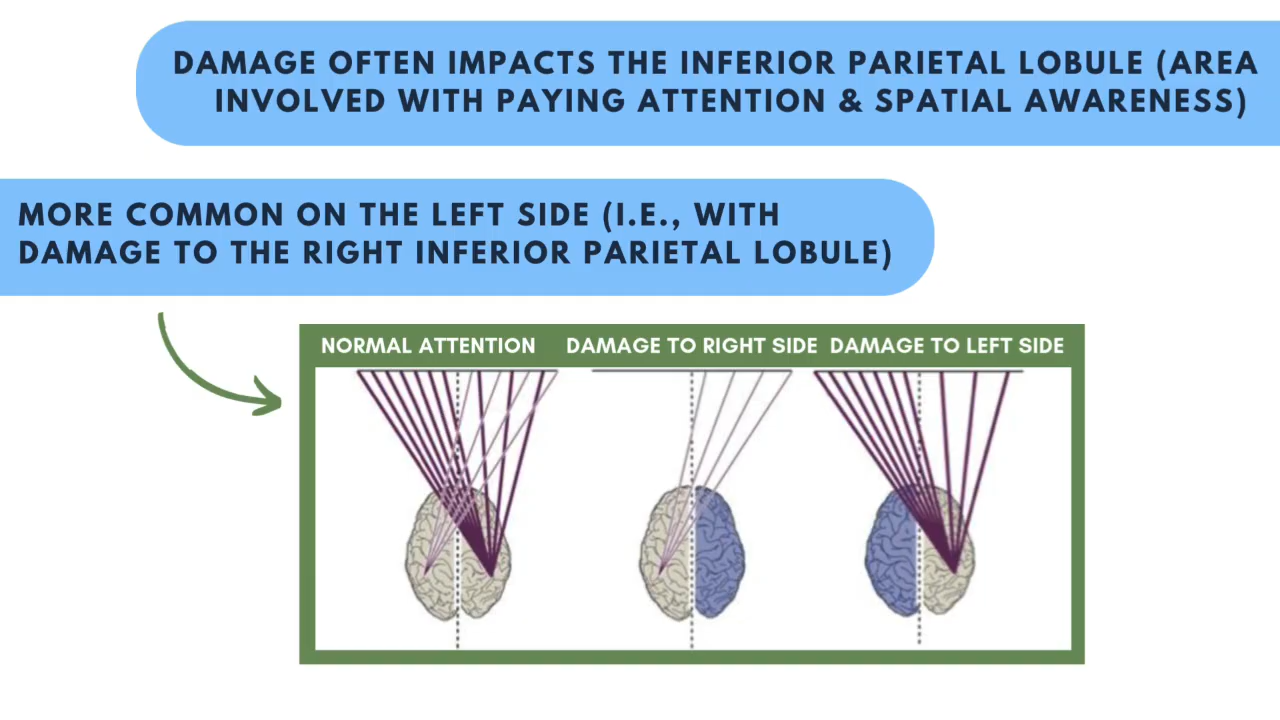 DAMAGE OFTEN IMPACTS THE INFERIOR PARIETAL LOBULE (AREA
INVOLVED WITH PAYING ATTENTION & SPATIAL AWARENESS)
MORE COMMON ON THE LEFT SIDE (I.E., WITH
DAMAGE TO THE RIGHT INFERIOR PARIETAL LOBULE)
NORMAL ATTENTION DAMAGE TO RIGHT SIDE DAMAGE TO LEFT SIDE